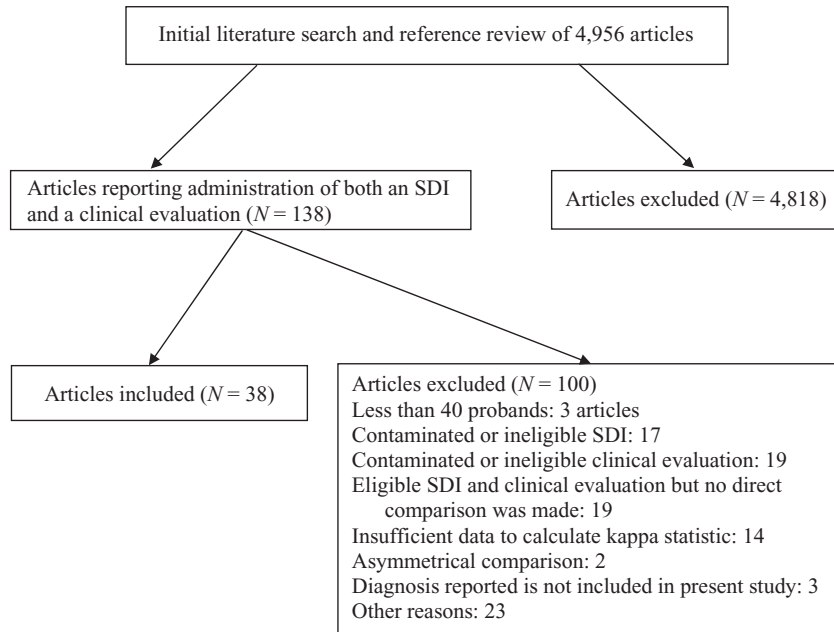 Initial literature search and reference review of 4,956 articles
Articles reporting administration of both an SDI
and a clinical evaluation (N = 138)
Articles excluded (N = 4,818)
Articles included (N = 38)
Articles excluded (N = 100)
Less than 40 probands: 3 articles
Contaminated or ineligible SDI: 17
Contaminated or ineligible clinical evaluation: 19
Eligible SDI and clinical evaluation but no direct
comparison was made: 19
Insufficient data to calculate kappa statistic: 14
Asymmetrical comparison: 2
Diagnosis reported is not included in present study: 3
Other reasons: 23